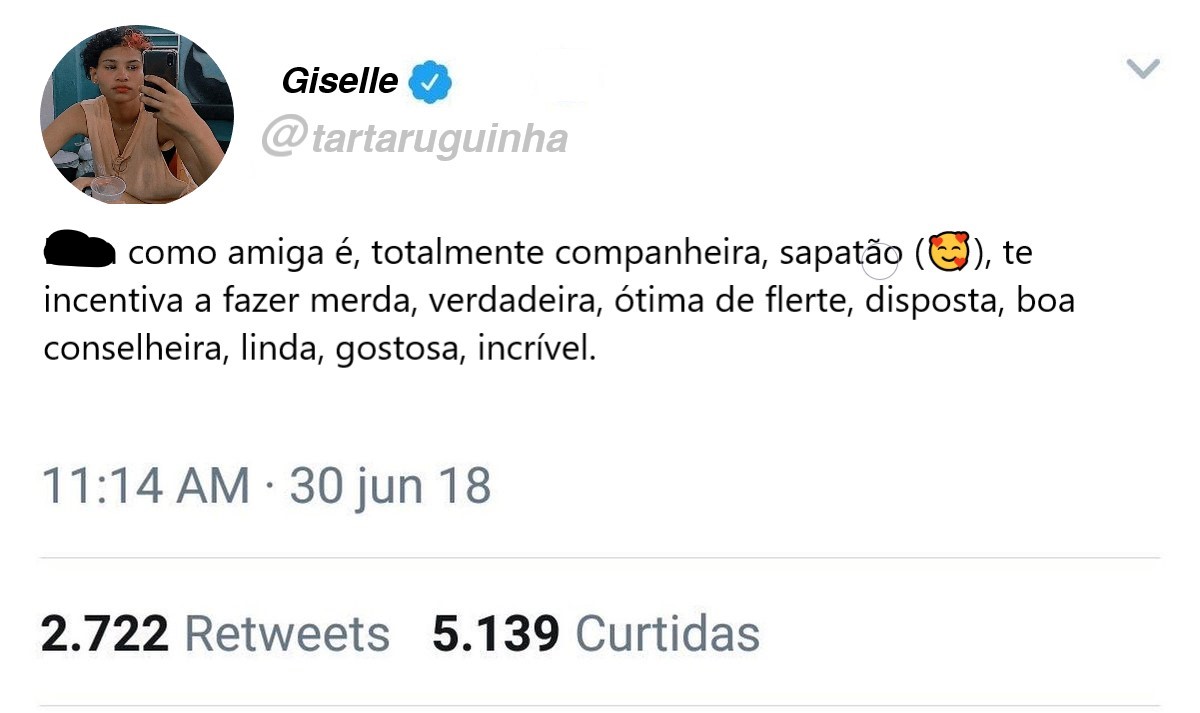 Giselle
@tartaruguinha
como amiga é, totalmente companheira, sapatão (🥰), te
incentiva a fazer merda, verdadeira, ótima de flerte, disposta, boa
conselheira, linda, gostosa, incrível.
11:14 AM · 30 jun 18
2.722 Retweets 5.139 Curtidas